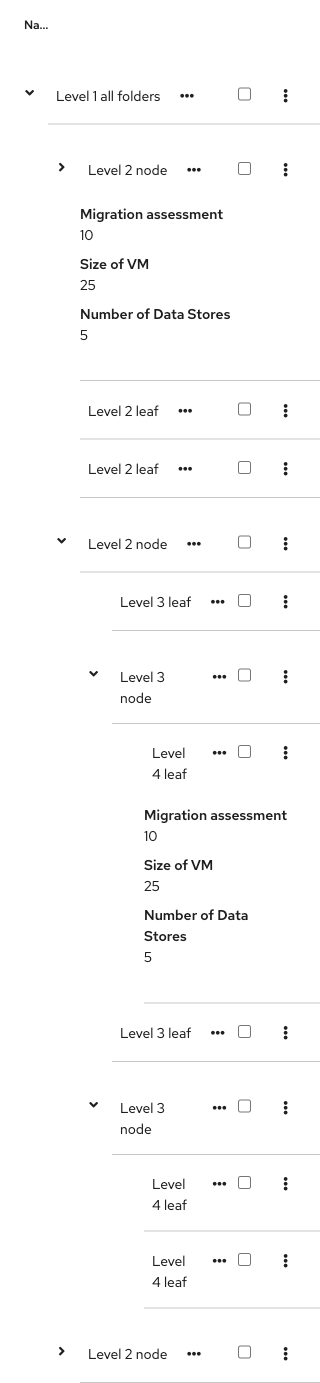 Na...
Level 1 all folders
Level 2 node
Migration assessment
10
Size of VM
25
Number of Data Stores
5
Level 2 leaf
Level 2 leaf
Level 2 node
Level 3 leaf
Level 3
node
Level
4 leaf
Migration assessment
10
Size of VM
25
Number of Data
Stores
5
Level 3 leaf
Level 3
node
Level
4 leaf
Level
4 leaf
Level 2 node